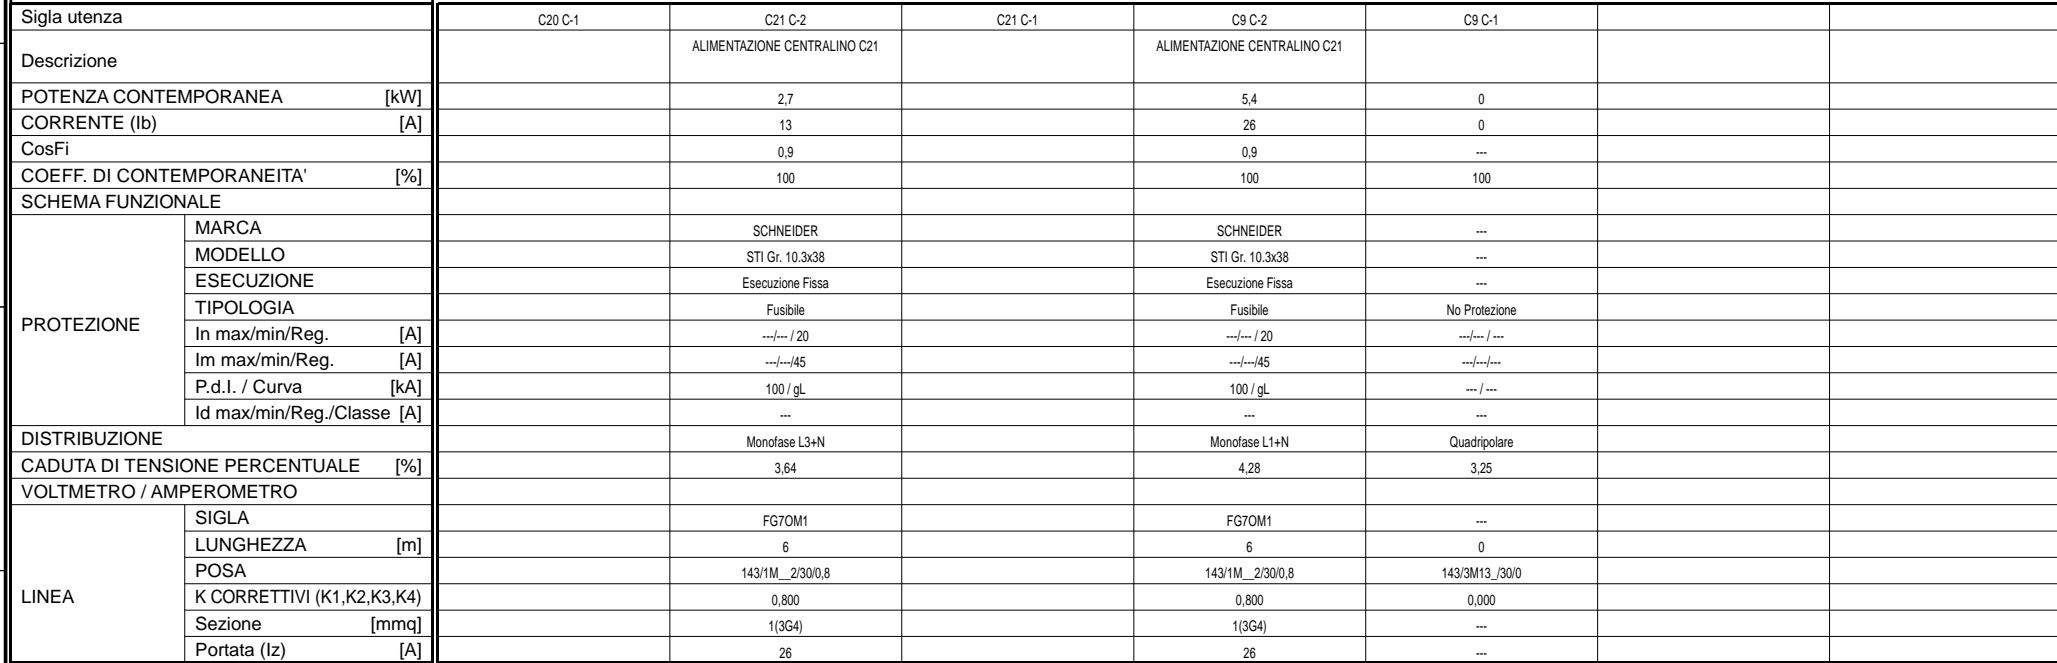 Sigla utenza C20 C-1 C21 C-2 C21 C-1 C9 C-2 C9 C-1
Descrizione ALIMENTAZIONE CENTRALINO C21 ALIMENTAZIONE CENTRALINO C21
POTENZA CONTEMPORANEA [kW] 2,7 5,4 0
CORRENTE (Ib) [A] 13 26 0
CosFi 0,9 0,9 ---
COEFF. DI CONTEMPORANEITA' [%] 100 100 100
SCHEMA FUNZIONALE
PROTEZIONE
MARCA SCHNEIDER SCHNEIDER ---
MODELLO STI Gr. 10.3x38 STI Gr. 10.3x38 ---
ESECUZIONE Esecuzione Fissa Esecuzione Fissa ---
TIPOLOGIA Fusibile Fusibile No Protezione
In max/min/Reg. [A] ---/--- / 20 ---/--- / 20 ---/--- / ---
Im max/min/Reg. [A] ---/---/45 ---/---/45 ---/---/---
P.d.I. / Curva [kA] 100 / gL 100 / gL --- / ---
Id max/min/Reg./Classe [A] --- --- ---
DISTRIBUZIONE Monofase L3+N Monofase L1+N Quadripolare
CADUTA DI TENSIONE PERCENTUALE [%] 3,64 4,28 3,25
VOLTMETRO / AMPEROMETRO
LINEA
SIGLA FG7OM1 FG7OM1 ---
LUNGHEZZA [m] 6 6 0
POSA 143/1M__2/30/0,8 143/1M__2/30/0,8 143/3M13_/30/0
K CORRETTIVI (K1,K2,K3,K4) 0,800 0,800 0,000
Sezione [mmq] 1(3G4) 1(3G4) ---
Portata (Iz) [A] 26 26 ---